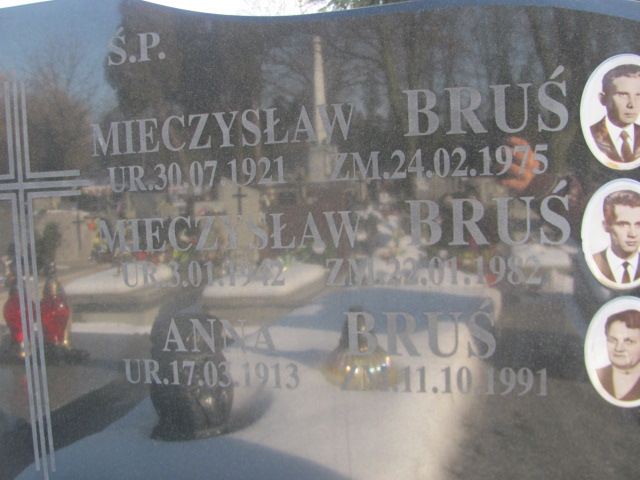 Ś.P.
MIECZYSŁAW BRUŚ
UR.30.07.1921 ZM.24.02.1975
MIECZYSŁAW BRUŚ
UR.3.01.1942 ZM.22.01.1982
ANNA BRUŚ
UR.17.03.1913 ZM.11.10.1991